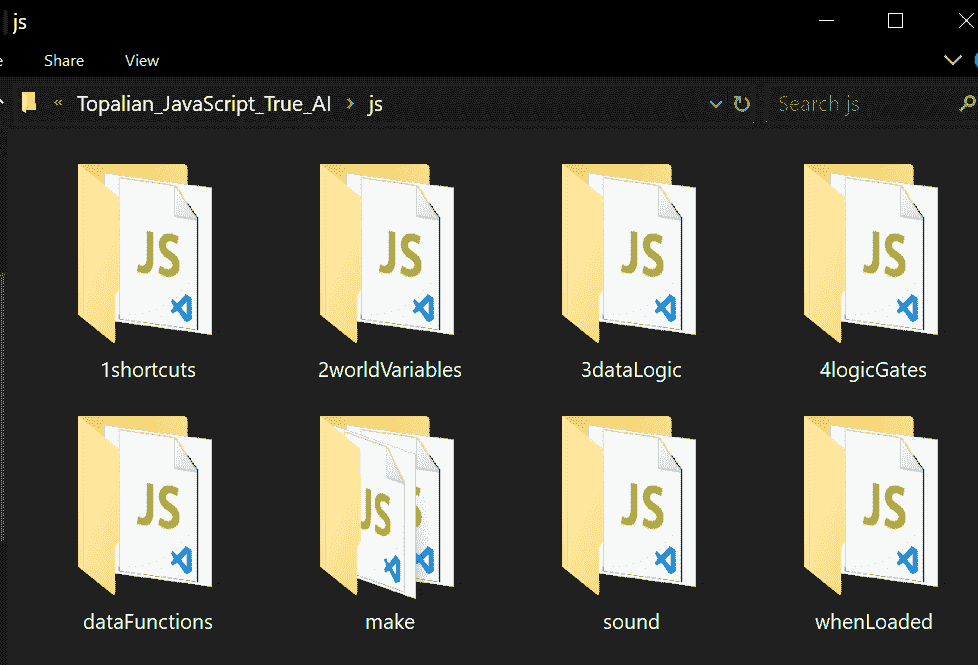 js
Share View
« Topalian_JavaScript_True_AI › js Search js
JS JS JS JS
1shortcuts 2worldVariables 3dataLogic 4logicGates
JS JS JS JS
dataFunctions make sound whenLoaded